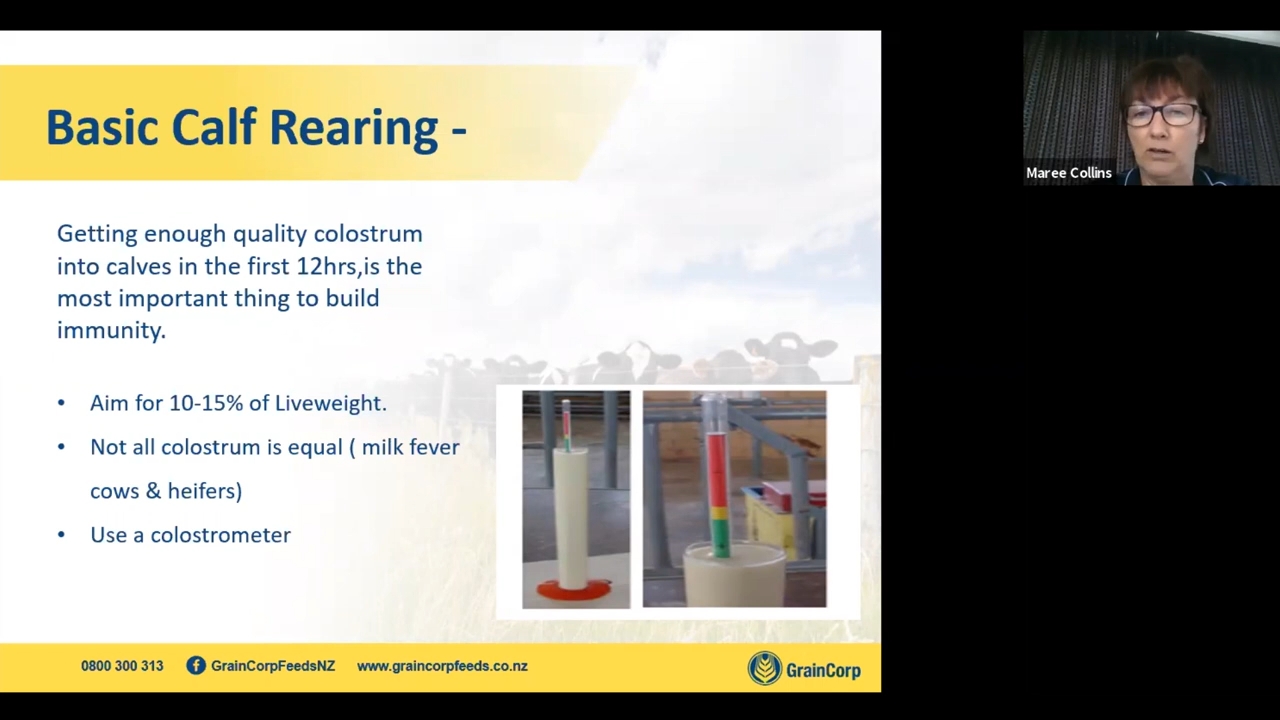 Basic Calf Rearing -
Maree Collins
Getting enough quality colostrum
into calves in the first 12hrs,is the
most important thing to build
immunity.
• Aim for 10-15% of Liveweight.
• Not all colostrum is equal ( milk fever
cows & heifers)
• Use a colostrometer
0800 300 313 GrainCorpFeedsNZ www.graincorpfeeds.co.nz GrainCorp